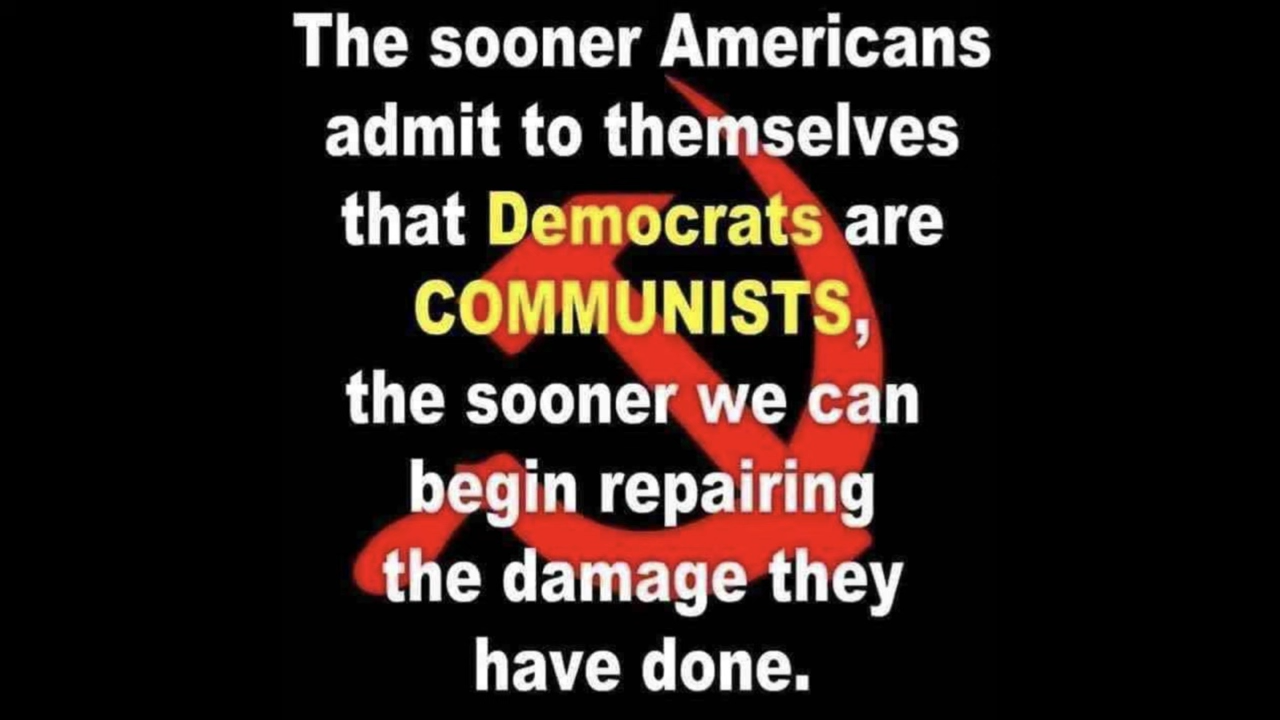 The sooner Americans
admit to themselves
that Democrats are
COMMUNISTS,
the sooner we can
begin repairing
the damage they
have done.